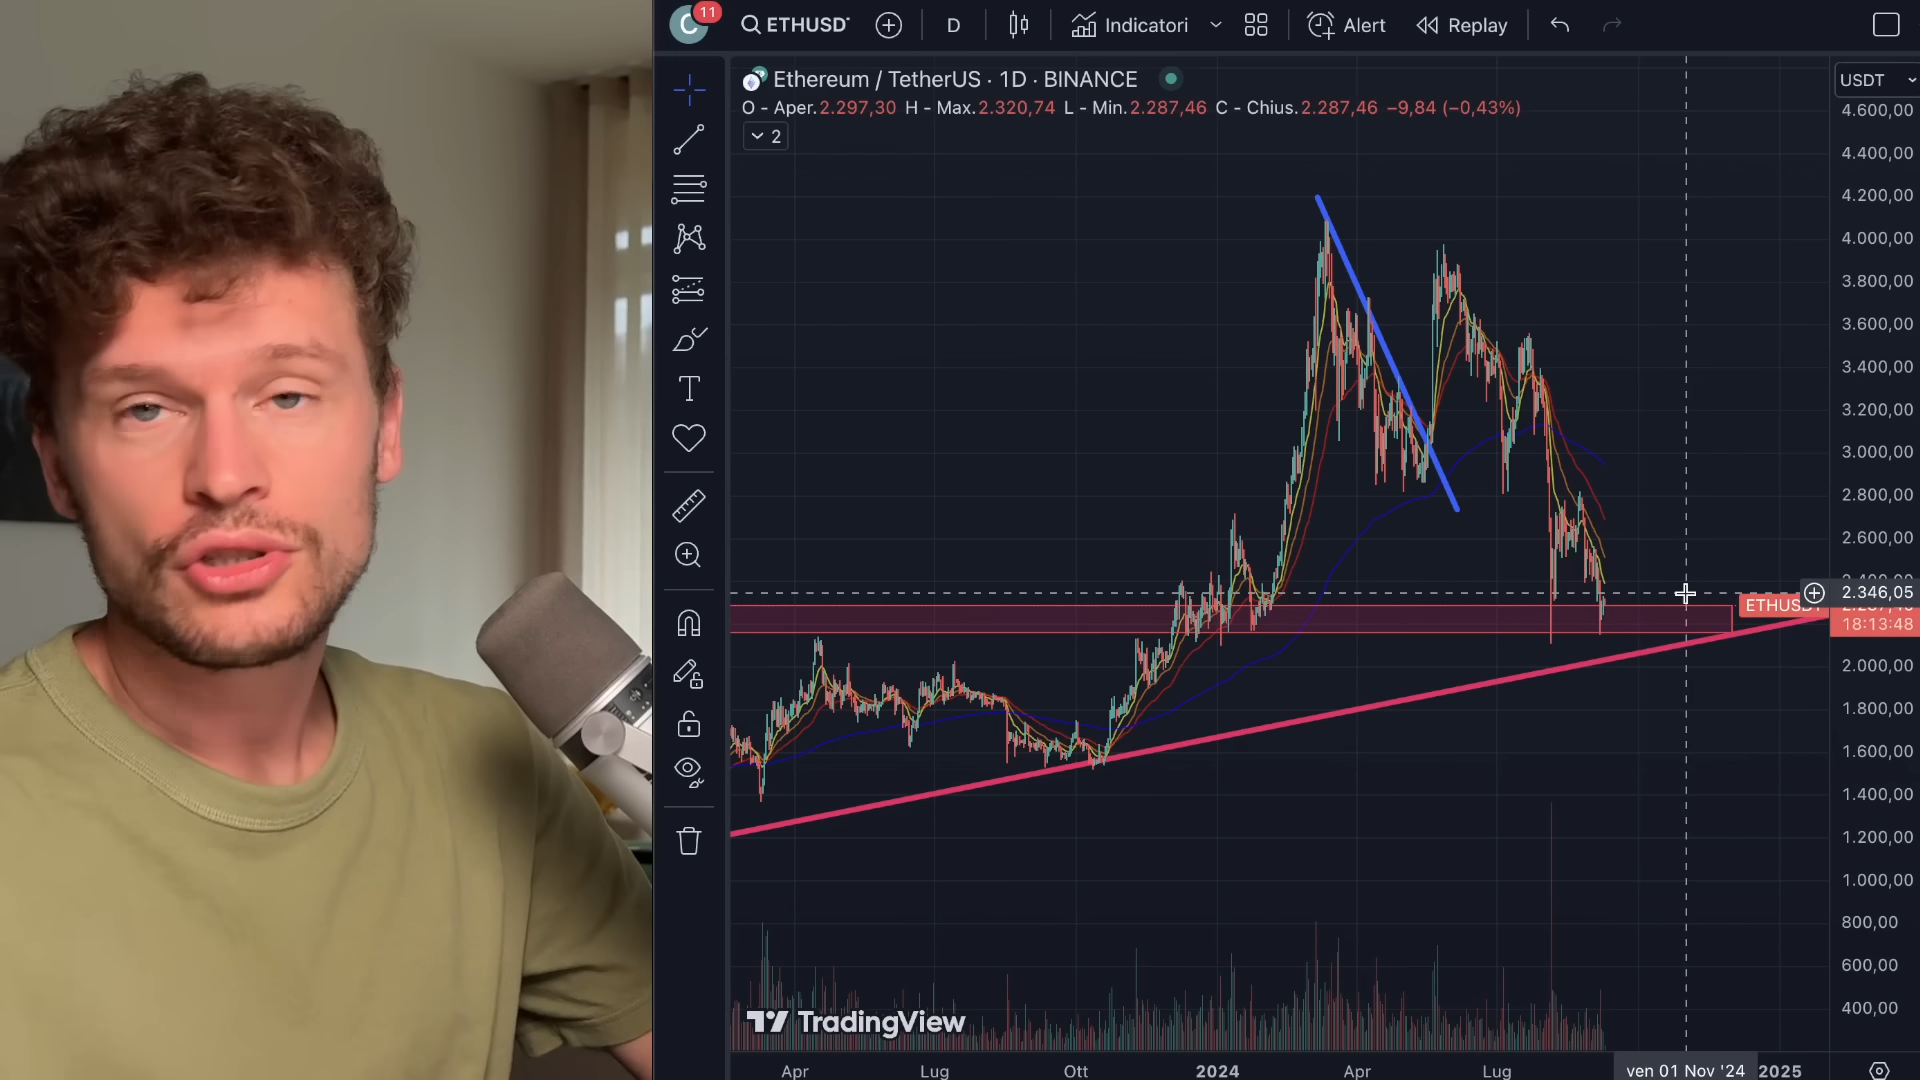 C
11
ETHUSDT
D
Indicatori
Alert
Replay
Ethereum / TetherUS · 1D · BINANCE
USDT
O - Aper.2.297,30 H - Max.2.320,74 L - Min.2.287,46 C - Chius.2.287,46 −9,84 (−0,43%)
2
4.600,00
4.400,00
4.200,00
4.000,00
3.800,00
3.600,00
3.400,00
3.200,00
3.000,00
2.800,00
2.600,00
2.346,05
ETHUSDT
18:13:48
2.000,00
1.800,00
1.600,00
1.400,00
1.200,00
1.000,00
800,00
600,00
400,00
TradingView
Apr
Lug
Ott
2024
Apr
Lug
ven 01 Nov '24
2025